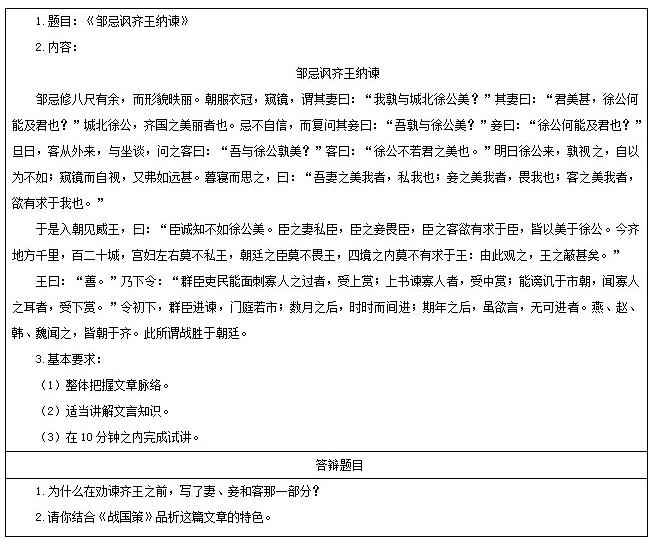 1.题目：《邹忌讽齐王纳谏》
2.内容：
邹忌讽齐王纳谏
邹忌修八尺有余，而形貌昳丽。朝服衣冠，窥镜，谓其妻曰：“我孰与城北徐公美？”其妻曰：“君美甚，徐公何
能及君也？”城北徐公，齐国之美丽者也。忌不自信，而复问其妾曰：“吾孰与徐公美？”妾曰：“徐公何能及君也？”
旦日，客从外来，与坐谈，问之客曰：“吾与徐公孰美？”客曰：“徐公不若君之美也。”明日徐公来，孰视之，自以
为不如；窥镜而自视，又弗如远甚。暮寝而思之，曰：“吾妻之美我者，私我也；妾之美我者，畏我也；客之美我者，
欲有求于我也。”
于是入朝见威王，曰：“臣诚知不如徐公美。臣之妻私臣，臣之妾畏臣，臣之客欲有求于臣，皆以美于徐公。今齐
地方千里，百二十城，宫妇左右莫不私王，朝廷之臣莫不畏王，四境之内莫不有求于王：由此观之，王之蔽甚矣。”
王曰：“善。”乃下令：“群臣吏民能面刺寡人之过者，受上赏；上书谏寡人者，受中赏；能谤讥于市朝，闻寡人
之耳者，受下赏。”令初下，群臣进谏，门庭若市；数月之后，时时而间进；期年之后，虽欲言，无可进者。燕、赵、
韩、魏闻之，皆朝于齐。此所谓战胜于朝廷。
3.基本要求：
（1）整体把握文章脉络。
（2）适当讲解文言知识。
（3）在10分钟之内完成试讲。
答辩题目
1.为什么在劝谏齐王之前，写了妻、妾和客那一部分？
2.请你结合《战国策》品析这篇文章的特色。